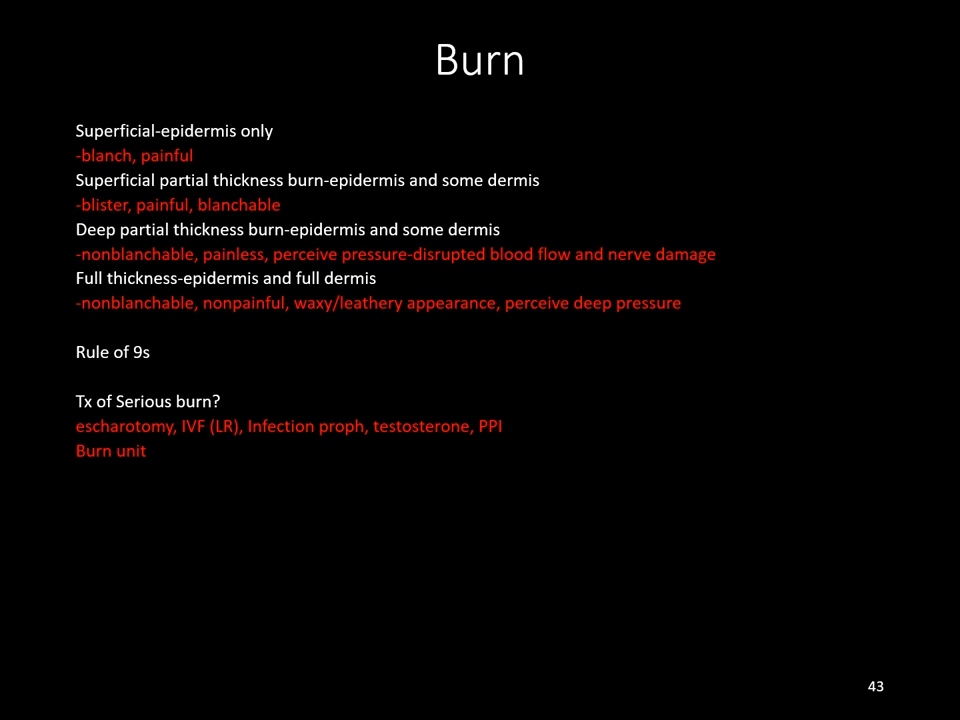 Burn
Superficial-epidermis only
-blanch, painful
Superficial partial thickness burn-epidermis and some dermis
-blister, painful, blanchable
Deep partial thickness burn-epidermis and some dermis
-nonblanchable, painless, perceive pressure-disrupted blood flow and nerve damage
Full thickness-epidermis and full dermis
-nonblanchable, nonpainful, waxy/leathery appearance, perceive deep pressure
Rule of 9s
Tx of Serious burn?
escharotomy, IVF (LR), Infection proph, testosterone, PPI
Burn unit
43